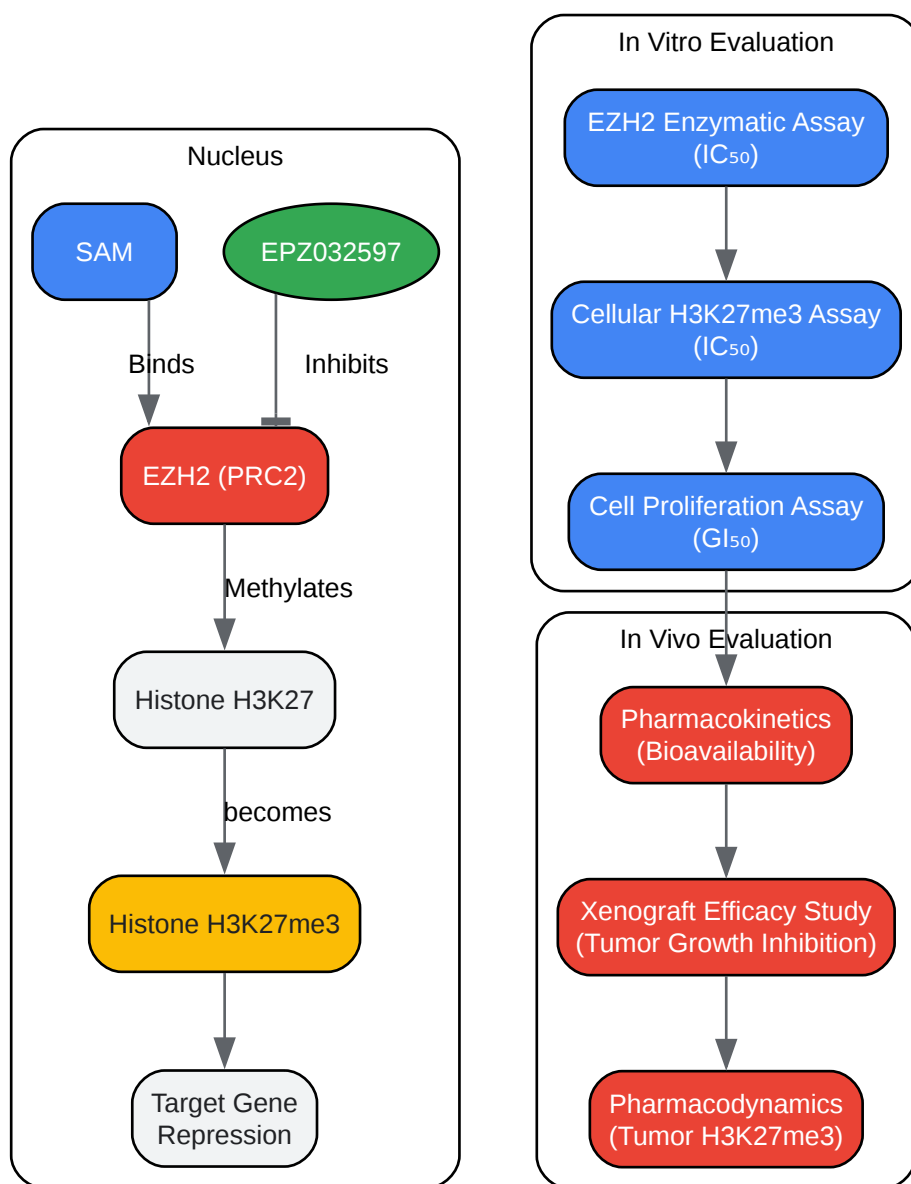 Nucleus
SAM
EPZ032597
Binds
Inhibits
EZH2 (PRC2)
Methylates
Histone H3K27
becomes
Histone H3K27me3
Target Gene
Repression
In Vitro Evaluation
EZH2 Enzymatic Assay
(IC₅₀)
Cellular H3K27me3 Assay
(IC₅₀)
Cell Proliferation Assay
(GI₅₀)
In Vivo Evaluation
Pharmacokinetics
(Bioavailability)
Xenograft Efficacy Study
(Tumor Growth Inhibition)
Pharmacodynamics
(Tumor H3K27me3)